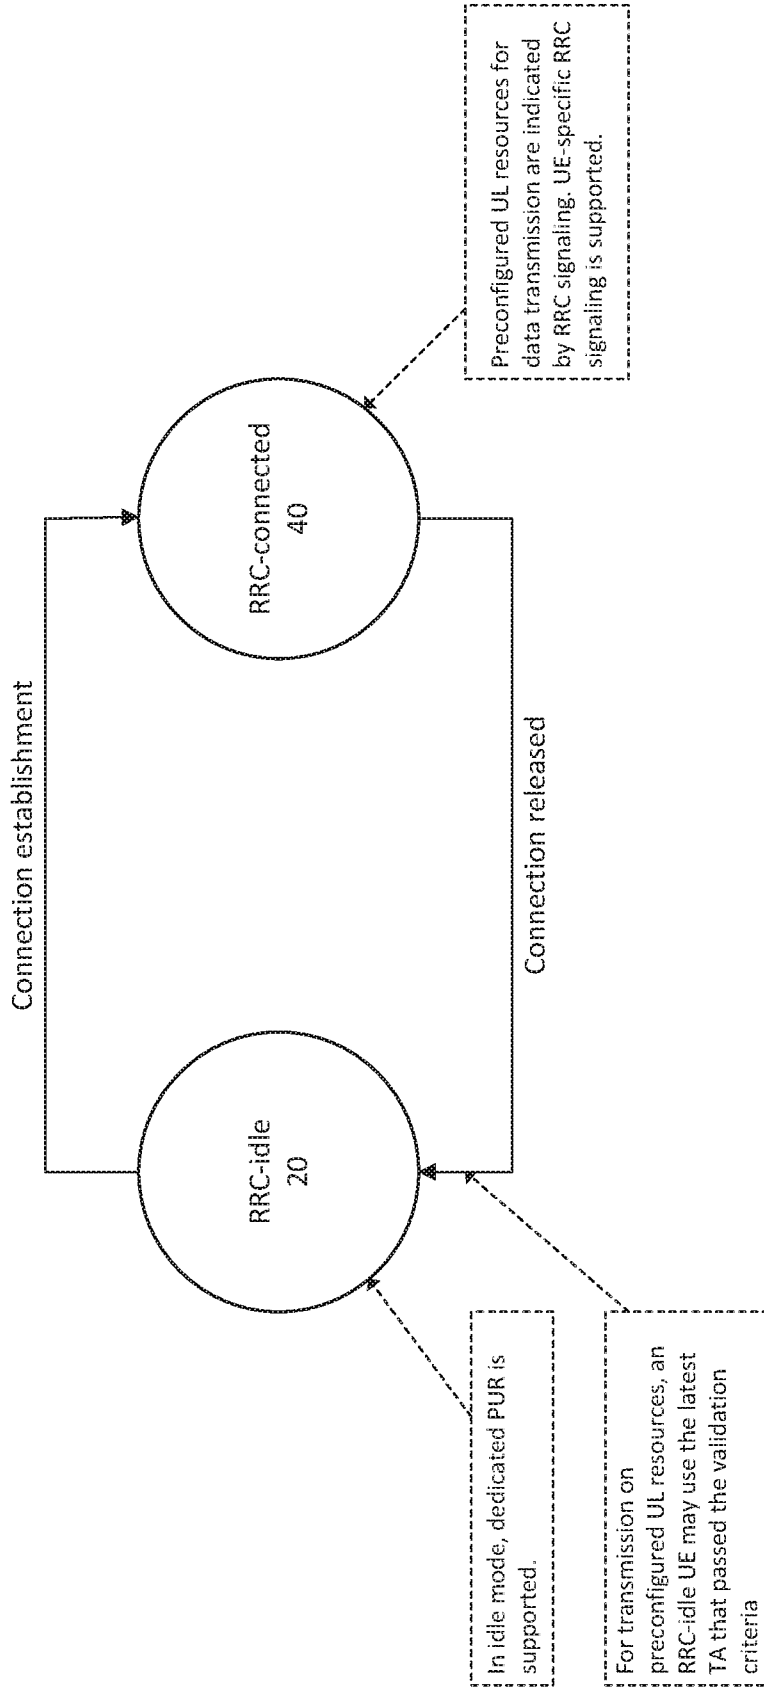 Connection establishment
RRC-idle
20
RRC-connected
40
Connection released
In idle mode, dedicated PUR is
supported.
For transmission on
preconfigured UL resources, an
RRC-idle UE may use the latest
TA that passed the validation
criteria
Preconfigured UL resources for
data transmission are indicated
by RRC signaling. UE-specific RRC
signaling is supported.